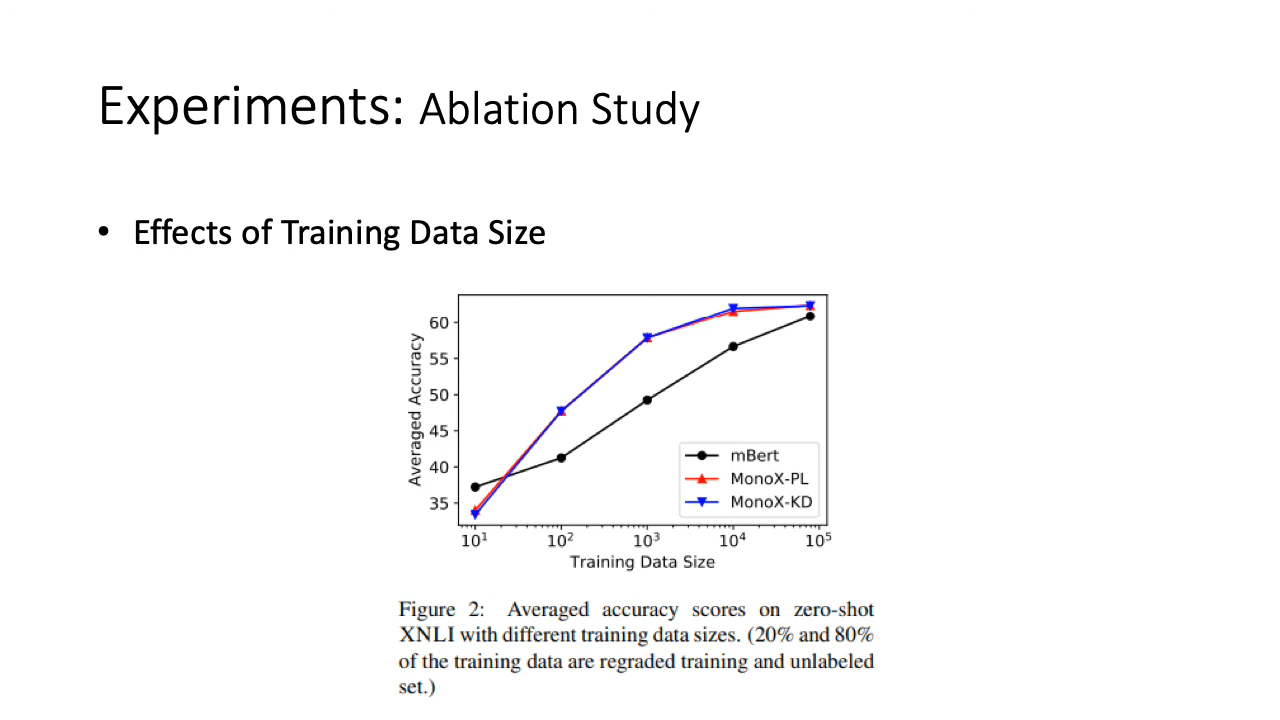 Experiments: Ablation Study
• Effects of Training Data Size
60
55
50
45
40
35
Averaged Accuracy
mBert
MonoX-PL
MonoX-KD
10¹ 10² 10³ 10⁴ 10⁵
Training Data Size
Figure 2: Averaged accuracy scores on zero-shot
XNLI with different training data sizes. (20% and 80%
of the training data are regraded training and unlabeled
set.)